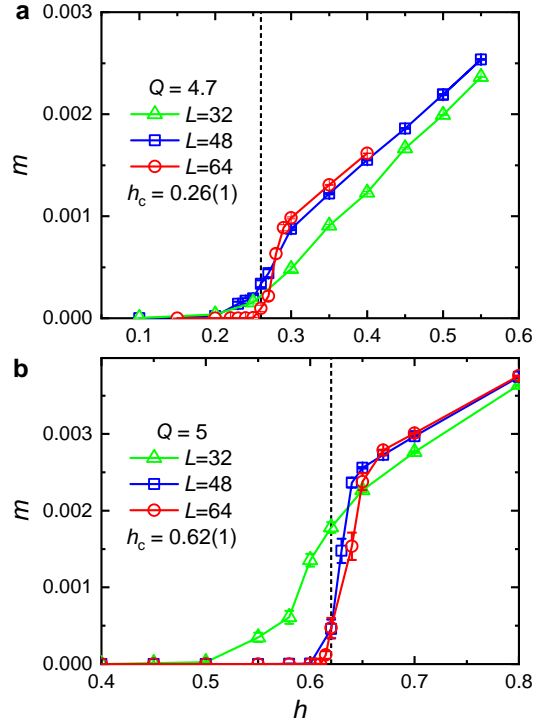 a
0.003
0.002
0.001
0.000
m
Q = 4.7
L=32
L=48
L=64
h_c = 0.26(1)
0.1 0.2 0.3 0.4 0.5 0.6
b
0.003
0.002
0.001
0.000
m
Q = 5
L=32
L=48
L=64
h_c = 0.62(1)
0.4 0.5 0.6 0.7 0.8
h